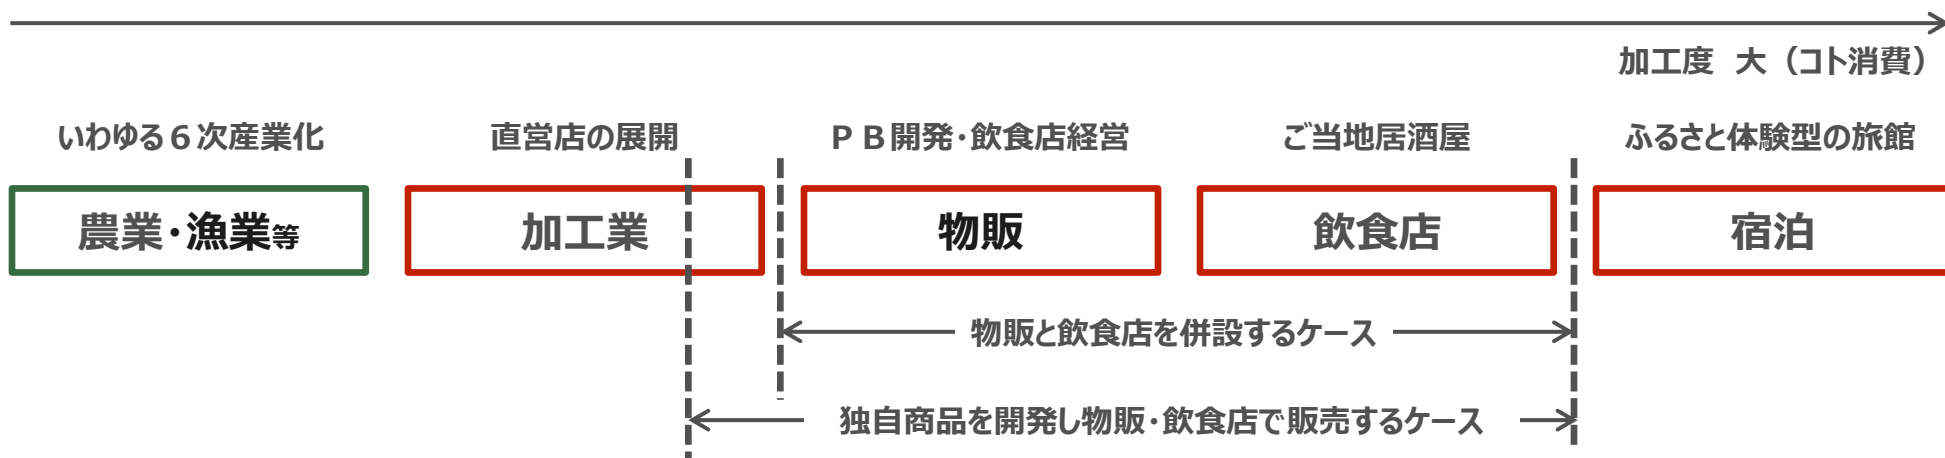 加工度 大（コト消費）
いわゆる６次産業化
直営店の展開
ＰＢ開発・飲食店経営
ご当地居酒屋
ふるさと体験型の旅館
農業・漁業等
加工業
物販
飲食店
宿泊
物販と飲食店を併設するケース
独自商品を開発し物販・飲食店で販売するケース